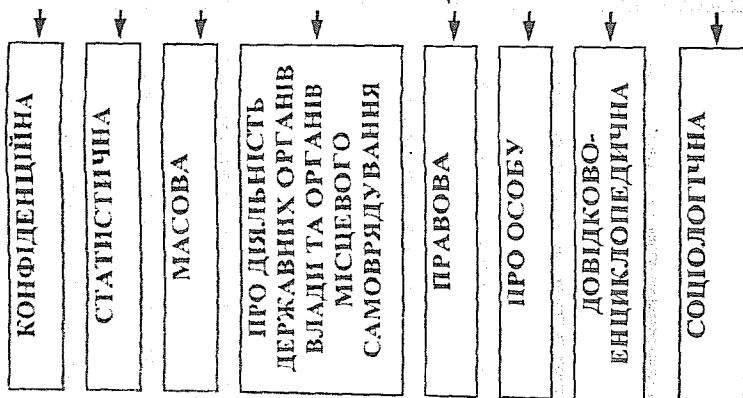 КОНФІДЕНЦІЙНА
СТАТИСТИЧНА
МАСОВА
ПРО ДІЯЛЬНІСТЬ
ДЕРЖАВНИХ ОРГАНІВ
ВЛАДИ ТА ОРГАНІВ
МІСЦЕВОГО
САМОВРЯДУВАННЯ
ПРАВОВА
ПРО ОСОБУ
ДОВІДКОВО-
ЕНЦИКЛОПЕДИЧНА
СОЦІОЛОГІЧНА